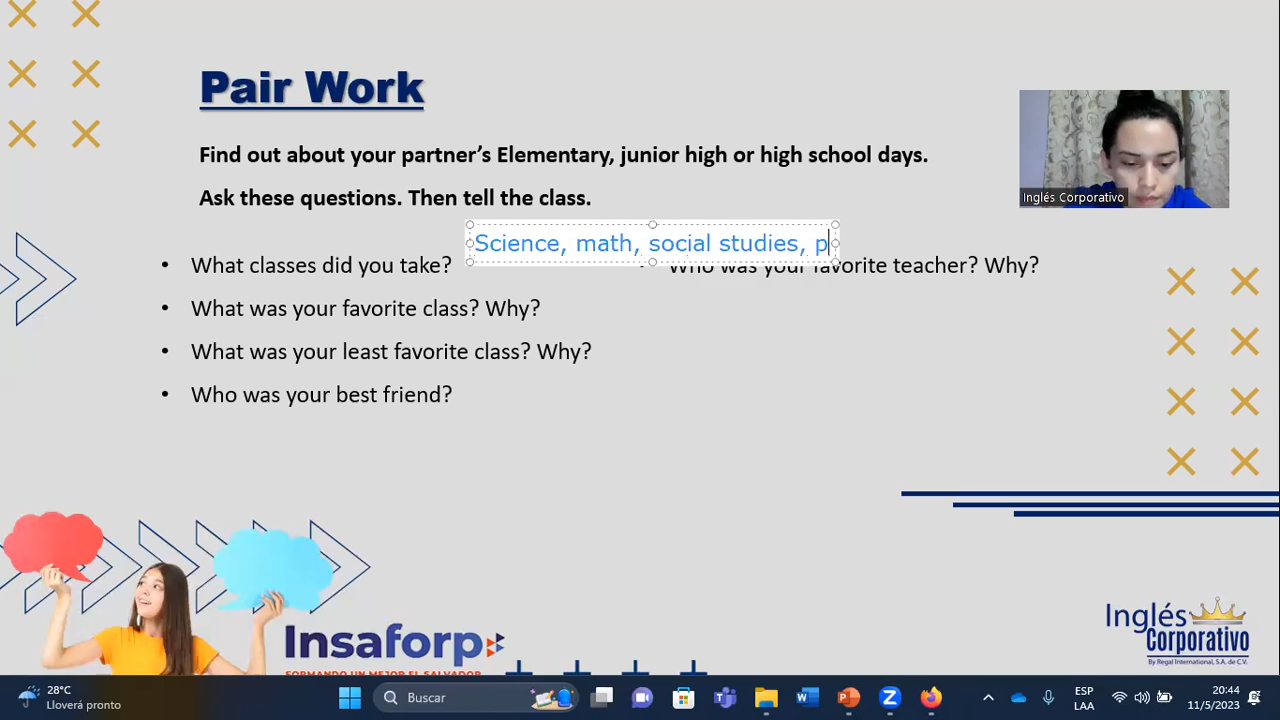 Pair Work
Find out about your partner's Elementary, junior high or high school days.
Ask these questions. Then tell the class.
Science, math, social studies, p
• What classes did you take?
• What was your favorite class? Why?
• What was your least favorite class? Why?
• Who was your best friend?
• Who was your favorite teacher? Why?
Inglés Corporativo
Insaforp
FORMANDO UN MEJOR EL SALVADOR
Inglés
Corporativo
By Regal International, S.A. de C.V.
28°C
Lloverá pronto
Buscar
ESP
LAA
20:44
11/5/2023